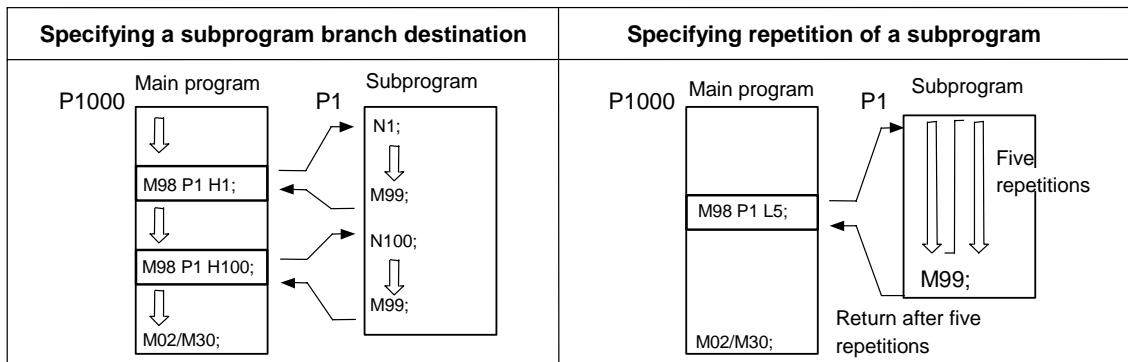 Specifying a subprogram branch destination
Specifying repetition of a subprogram
P1000
Main program
P1
Subprogram
N1;
M98 P1 H1;
M99;
N100;
M98 P1 H100;
M99;
M02/M30;
P1000
Main program
P1
Subprogram
Five
repetitions
M98 P1 L5;
M99;
Return after five
repetitions
M02/M30;